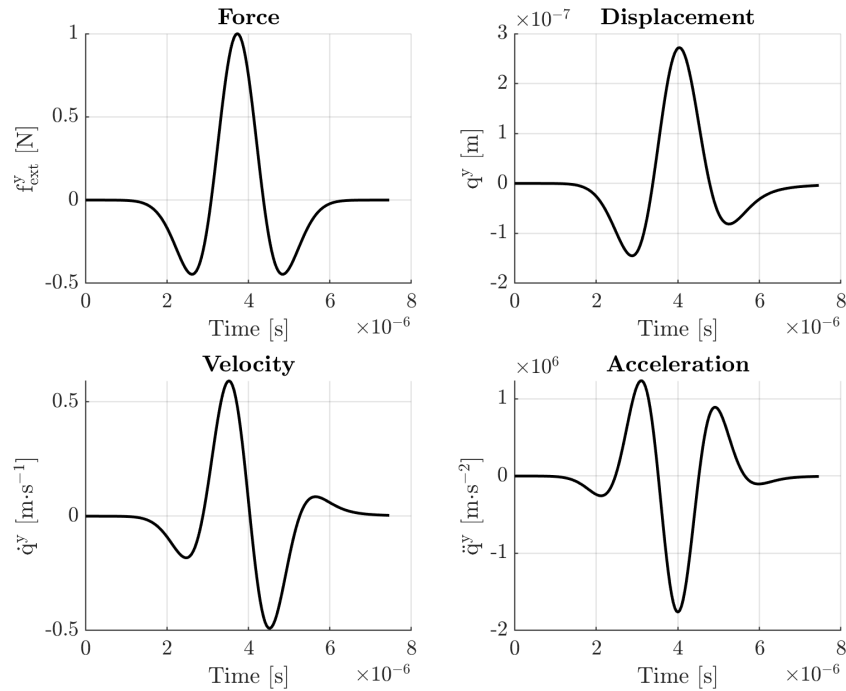 Force
1
0.5
0
-0.5
f^y_ext [N]
0 2 4 6 8
Time [s] ×10⁻⁶
Displacement
×10⁻⁷
3
2
1
0
-1
-2
q^y [m]
0 2 4 6 8
Time [s] ×10⁻⁶
Velocity
0.5
0
-0.5
q̇^y [m·s⁻¹]
0 2 4 6 8
Time [s] ×10⁻⁶
Acceleration
×10⁶
1
0
-1
-2
q̈^y [m·s⁻²]
0 2 4 6 8
Time [s] ×10⁻⁶